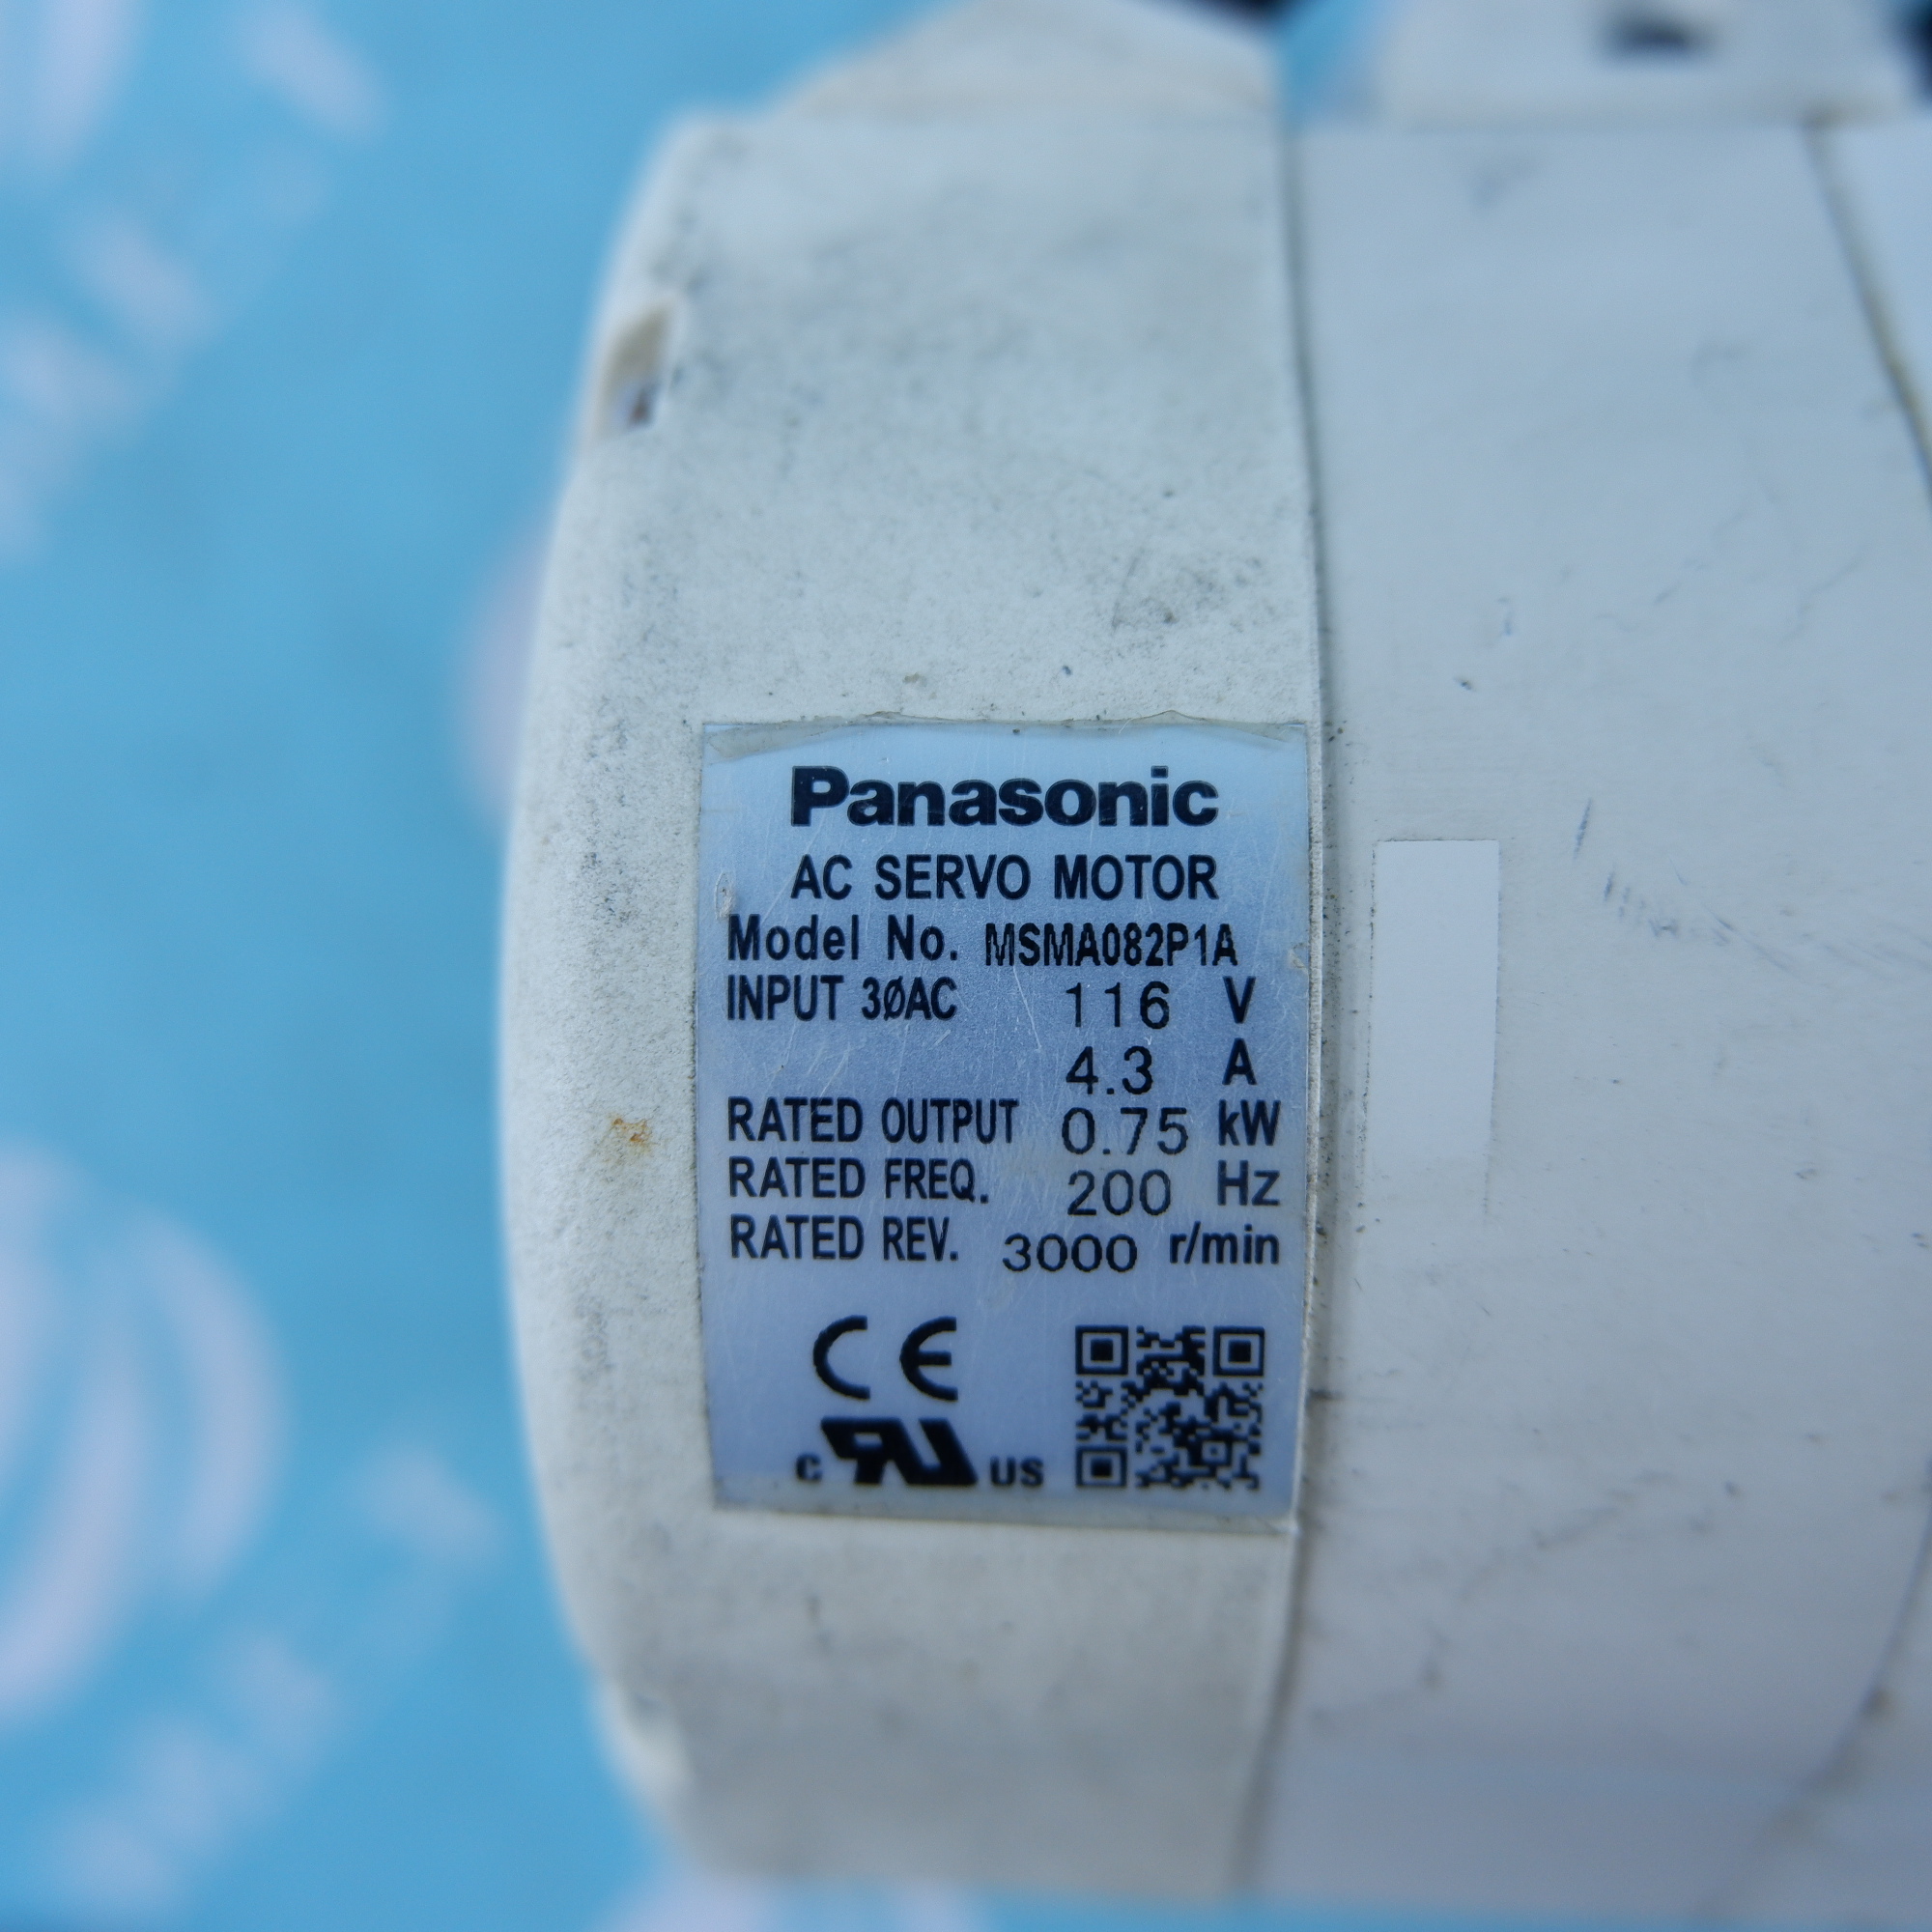 Panasonic
AC SERVO MOTOR
Model No. MSMA082P1A
INPUT 3øAC 116 V
4.3 A
RATED OUTPUT 0.75 kW
RATED FREQ. 200 Hz
RATED REV. 3000 r/min
CE
c RU US